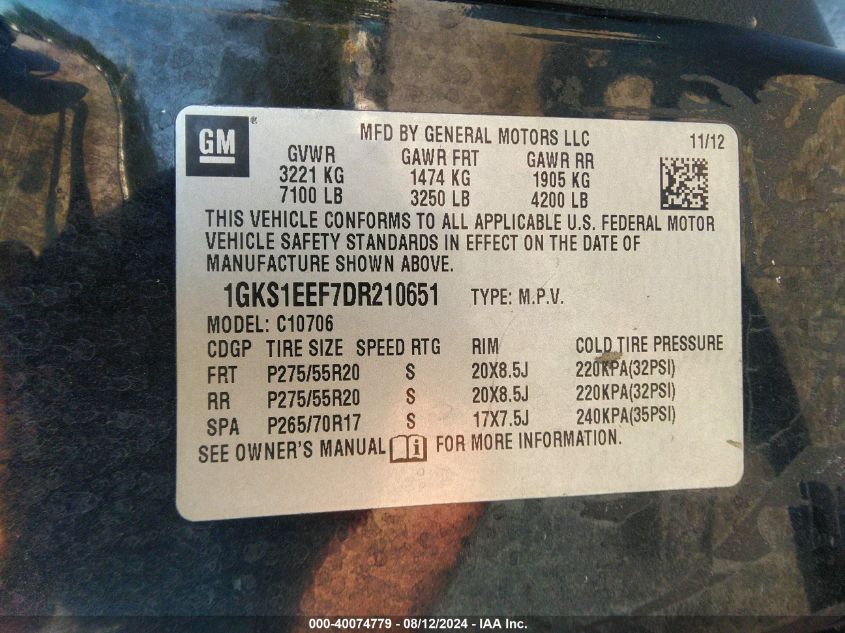 GM®
MFD BY GENERAL MOTORS LLC 11/12
GVWR GAWR FRT GAWR RR
3221 KG 1474 KG 1905 KG
7100 LB 3250 LB 4200 LB
THIS VEHICLE CONFORMS TO ALL APPLICABLE U.S. FEDERAL MOTOR
VEHICLE SAFETY STANDARDS IN EFFECT ON THE DATE OF
MANUFACTURE SHOWN ABOVE.
1GKS1EEF7DR210651 TYPE: M.P.V.
MODEL: C10706
CDGP TIRE SIZE SPEED RTG RIM COLD TIRE PRESSURE
FRT P275/55R20 S 20X8.5J 220KPA(32PSI)
RR P275/55R20 S 20X8.5J 220KPA(32PSI)
SPA P265/70R17 S 17X7.5J 240KPA(35PSI)
SEE OWNER'S MANUAL i FOR MORE INFORMATION.
000-40074779 - 08/12/2024 - IAA Inc.